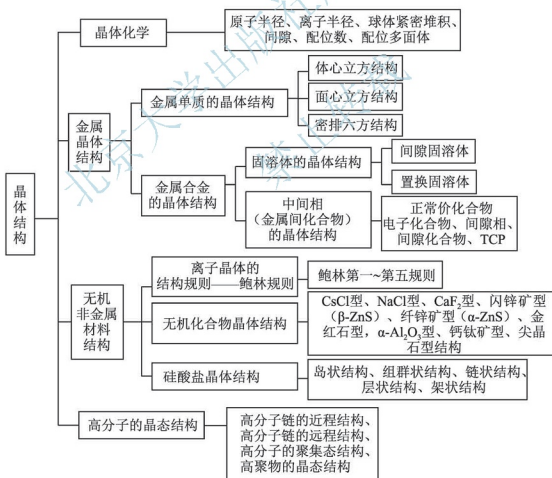 晶体化学
原子半径、离子半径、球体紧密堆积、
间隙、配位数、配位多面体
体心立方结构
金属单质的晶体结构
面心立方结构
密排六方结构
金属
晶体
结构
间隙固溶体
固溶体的晶体结构
置换固溶体
金属合金
的晶体结构
中间相
(金属间化合物)
的晶体结构
正常价化合物
电子化合物、间隙相、
间隙化合物、TCP
晶
体
结
构
离子晶体的
结构规则——鲍林规则
鲍林第一~第五规则
无机
非金属
材料
结构
无机化合物晶体结构
CsCl型、NaCl型、CaF₂型、闪锌矿型
(β-ZnS)、纤锌矿型(α-ZnS)、金
红石型，α-Al₂O₃型、钙钛矿型、尖晶
石型结构
硅酸盐晶体结构
岛状结构、组群状结构、链状结构、
层状结构、架状结构
高分子的晶态结构
高分子链的近程结构、
高分子链的远程结构、
高分子的聚集态结构、
高聚物的晶态结构
北京大学出版社
禁止转载